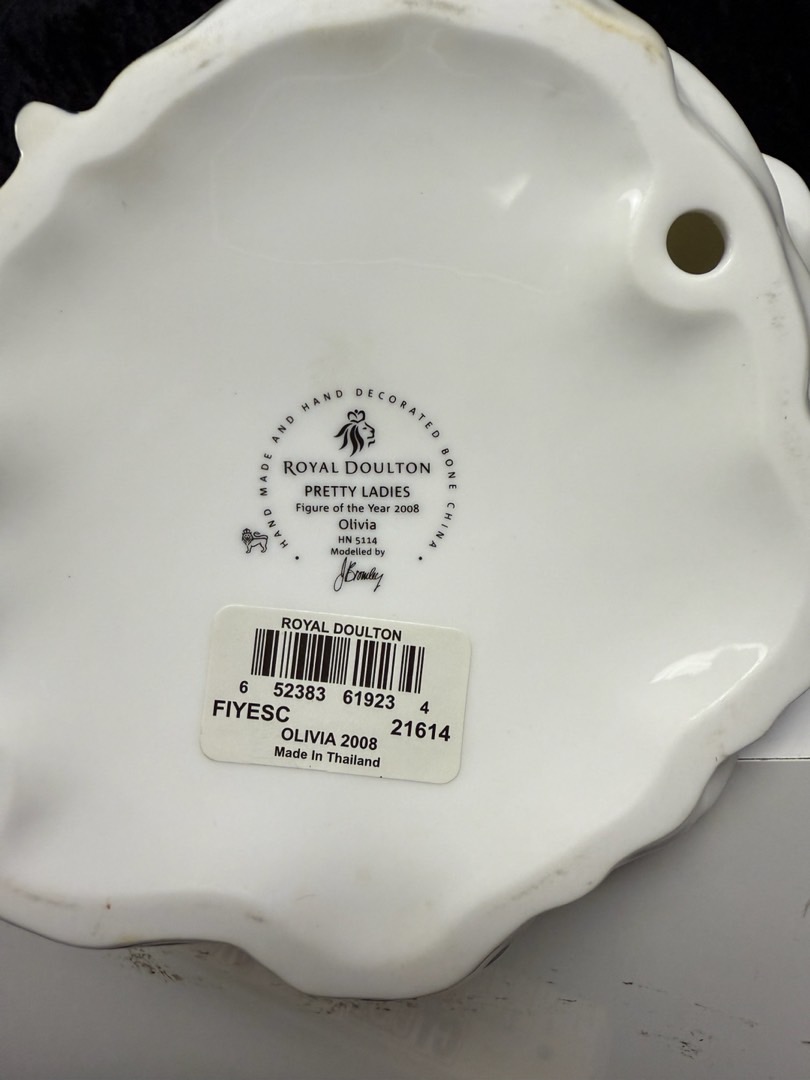 HAND MADE AND HAND DECORATED BONE CHINA
ROYAL DOULTON
PRETTY LADIES
Figure of the Year 2008
Olivia
HN 5114
Modelled by
JBromley
ROYAL DOULTON
6 52383 61923 4
FIYESC 21614
OLIVIA 2008
Made In Thailand